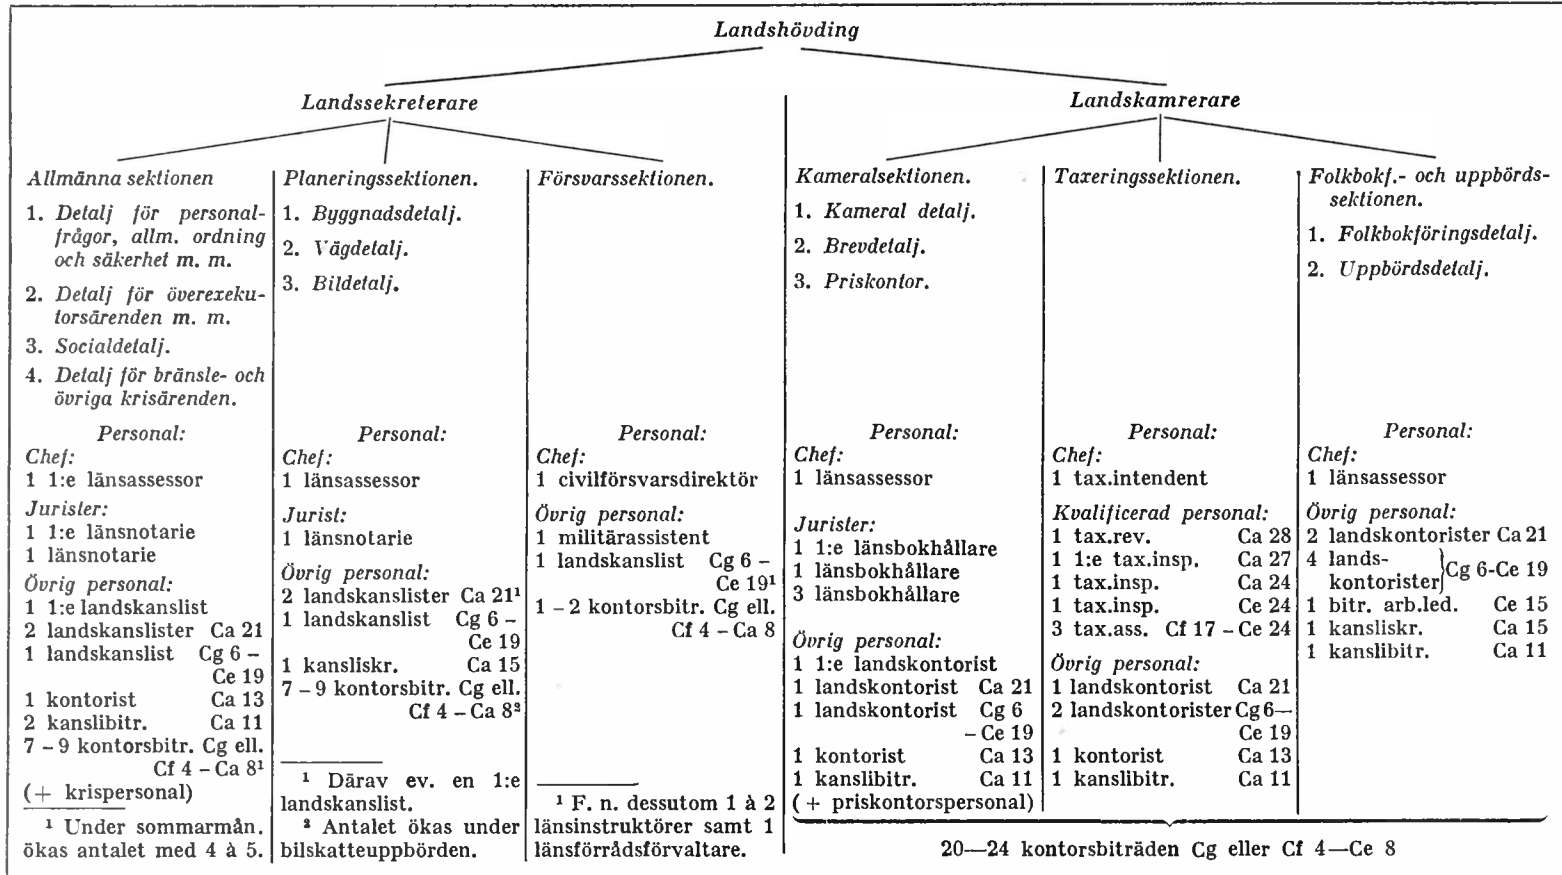 Landshövding
Landssekreterare
Landskamrerare
Allmänna sektionen
1. Detalj för personal-
frågor, allm. ordning
och säkerhet m. m.
2. Detalj för överexeku-
torsärenden m. m.
3. Socialdetalj.
4. Detalj för bränsle- och
övriga krisärenden.
Personal:
Chef:
1 1:e länsassessor
Jurister:
1 1:e länsnotarie
1 länsnotarie
Övrig personal:
1 1:e landskanslist
2 landskanslister Ca 21
1 landskanslist Cg 6 –
Ce 19
1 kontorist Ca 13
2 kanslibitr. Ca 11
7 – 9 kontorsbitr. Cg ell.
Cf 4 – Ca 8¹
(+ krispersonal)
¹ Under sommarmån.
ökas antalet med 4 à 5.
Planeringssektionen.
1. Byggnadsdetalj.
2. Vägdetalj.
3. Bildetalj.
Personal:
Chef:
1 länsassessor
Jurist:
1 länsnotarie
Övrig personal:
2 landskanslister Ca 21¹
1 landskanslist Cg 6 –
Ce 19
1 kansliskr. Ca 15
7 – 9 kontorsbitr. Cg ell.
Cf 4 – Ca 8²
¹ Därav ev. en 1:e
landskanslist.
² Antalet ökas under
bilskatteuppbörden.
Försvarssektionen.
Personal:
Chef:
1 civilförsvarsdirektör
Övrig personal:
1 militärassistent
1 landskanslist Cg 6 –
Ce 19¹
1 – 2 kontorsbitr. Cg ell.
Cf 4 – Ca 8
¹ F. n. dessutom 1 à 2
länsinstruktörer samt 1
länsförrådsförvaltare.
Kameralsektionen.
1. Kameral detalj.
2. Brevdetalj.
3. Priskontor.
Personal:
Chef:
1 länsassessor
Jurister:
1 1:e länsbokhållare
1 länsbokhållare
3 länsbokhållare
Övrig personal:
1 1:e landskontorist
1 landskontorist Ca 21
1 landskontorist Cg 6
– Ce 19
1 kontorist Ca 13
1 kanslibitr. Ca 11
(+ priskontorspersonal)
Taxeringssektionen.
Personal:
Chef:
1 tax.intendent
Kvalificerad personal:
1 tax.rev. Ca 28
1 1:e tax.insp. Ca 27
1 tax.insp. Ca 24
1 tax.insp. Ce 24
3 tax.ass. Cf 17 – Ce 24
Övrig personal:
1 landskontorist Ca 21
2 landskontorister Cg 6—
Ce 19
1 kontorist Ca 13
1 kanslibitr. Ca 11
Folkbokf.- och uppbörds-
sektionen.
1. Folkbokföringsdetalj.
2. Uppbördsdetalj.
Personal:
Chef:
1 länsassessor
Övrig personal:
2 landskontorister Ca 21
4 lands-
kontorister} Cg 6-Ce 19
1 bitr. arb.led. Ce 15
1 kansliskr. Ca 15
1 kanslibitr. Ca 11
20—24 kontorsbiträden Cg eller Cf 4—Ce 8